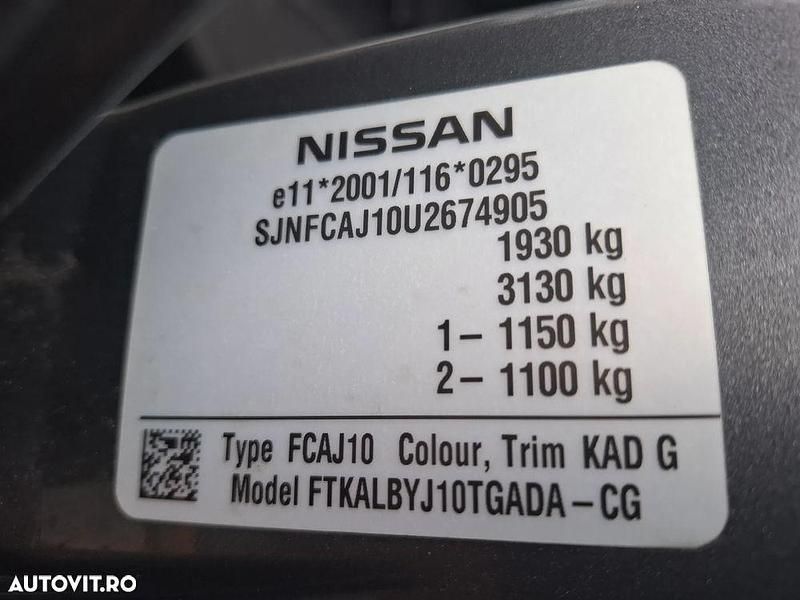 NISSAN
e11*2001/116*0295
SJNFCAJ10U2674905
1930 kg
3130 kg
1- 1150 kg
2- 1100 kg
Type FCAJ10 Colour, Trim KAD G
Model FTKALBYJ10TGADA-CG
AUTOVIT.RO